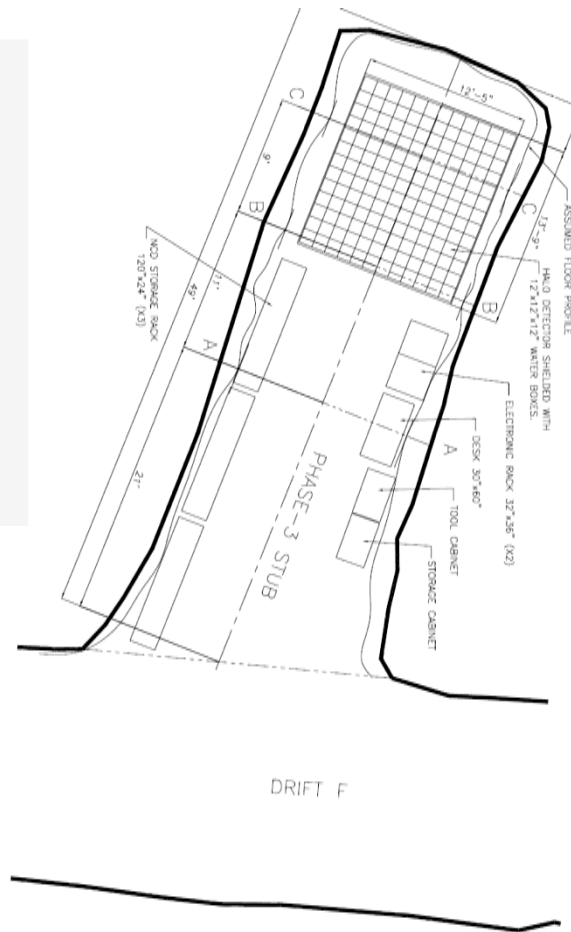 12'-5"
C
9'
B
ASSUMED FLOOR PROFILE
C
13'-9"
HALO DETECTOR SHIELDED WITH
12"x12"x12" WATER BOXES.
B
NCD STORAGE RACK
120"x24" (X3)
11'
49'
A
ELECTRONIC RACK 32"x36" (X2)
A
DESK 30"x60"
TOOL CABINET
STORAGE CABINET
21'
PHASE-3 STUB
DRIFT F